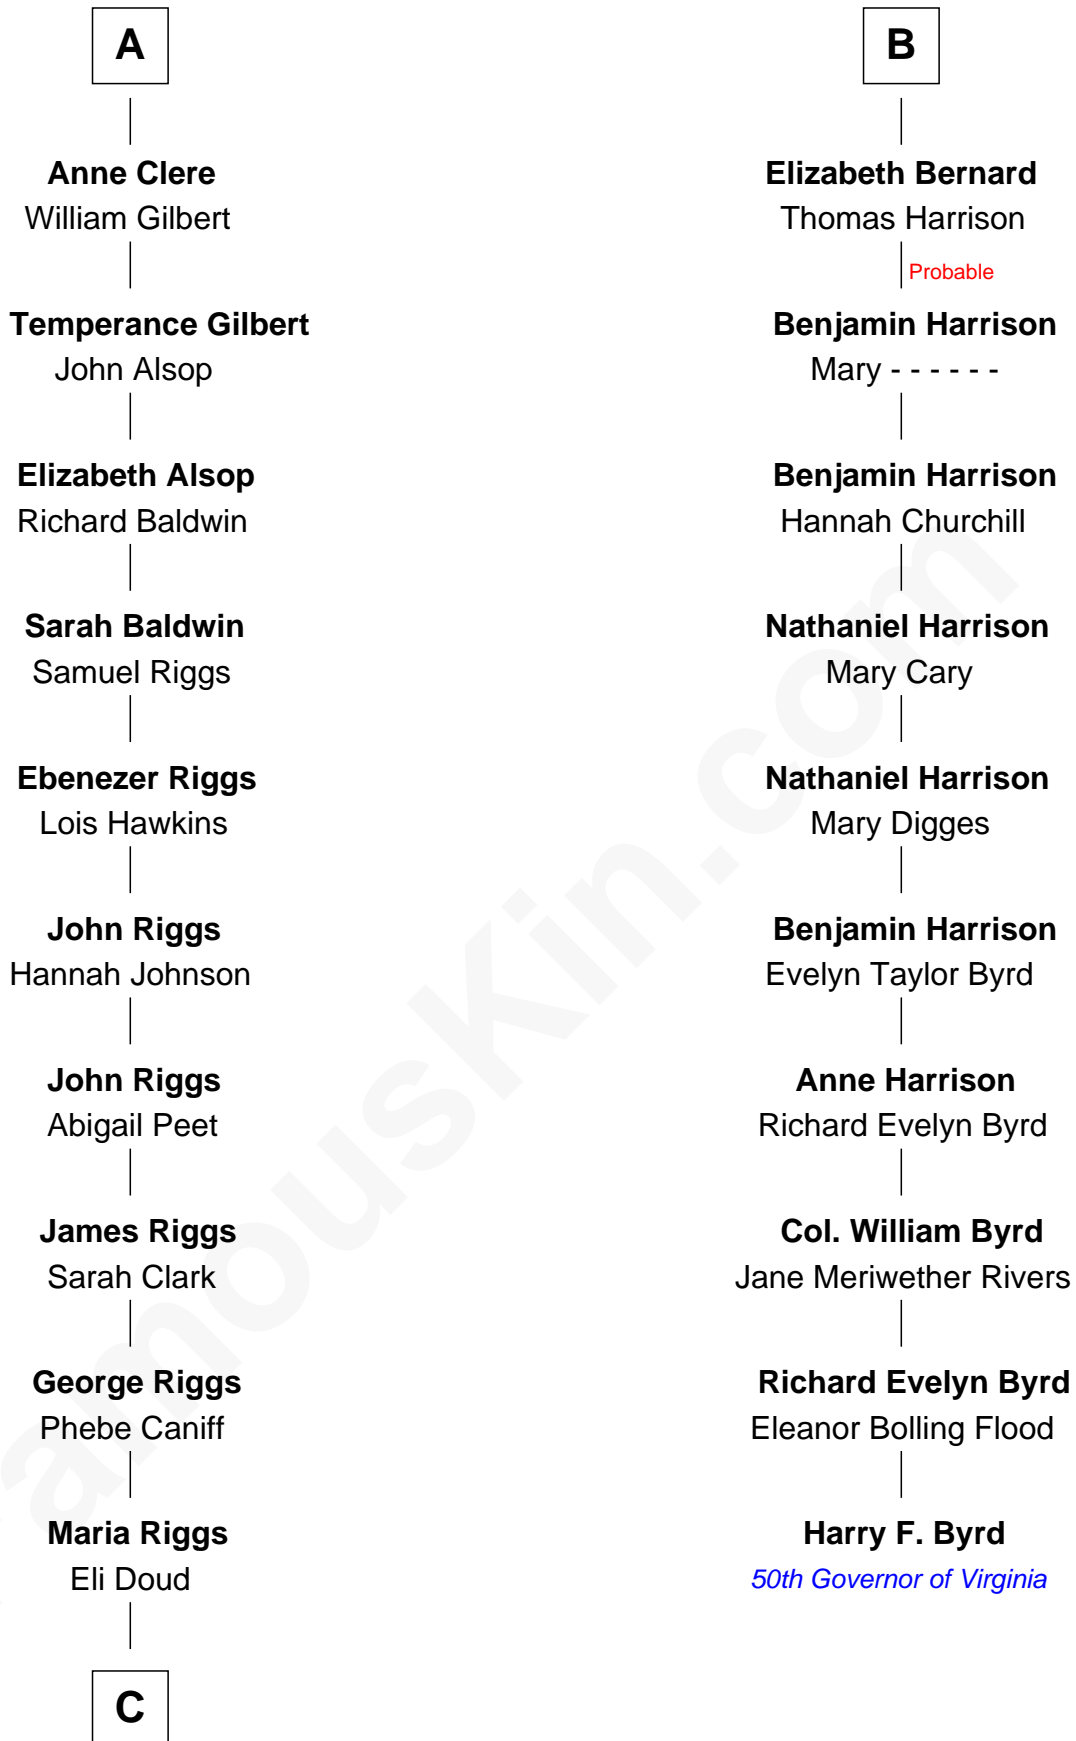 A
Anne Clere
William Gilbert
Temperance Gilbert
John Alsop
Elizabeth Alsop
Richard Baldwin
Sarah Baldwin
Samuel Riggs
Ebenezer Riggs
Lois Hawkins
John Riggs
Hannah Johnson
John Riggs
Abigail Peet
James Riggs
Sarah Clark
George Riggs
Phebe Caniff
Maria Riggs
Eli Doud
C
B
Elizabeth Bernard
Thomas Harrison
Probable
Benjamin Harrison
Mary - - - - - -
Benjamin Harrison
Hannah Churchill
Nathaniel Harrison
Mary Cary
Nathaniel Harrison
Mary Digges
Benjamin Harrison
Evelyn Taylor Byrd
Anne Harrison
Richard Evelyn Byrd
Col. William Byrd
Jane Meriwether Rivers
Richard Evelyn Byrd
Eleanor Bolling Flood
Harry F. Byrd
50th Governor of Virginia
amouskin.com